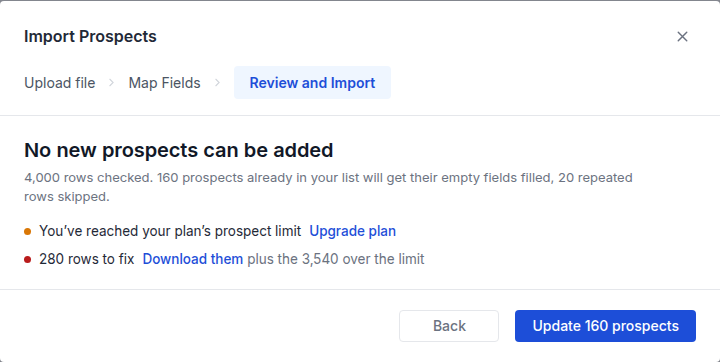 Import Prospects
Upload file
Map Fields
Review and Import
No new prospects can be added
4,000 rows checked. 160 prospects already in your list will get their empty fields filled, 20 repeated
rows skipped.
You’ve reached your plan’s prospect limit Upgrade plan
280 rows to fix Download them plus the 3,540 over the limit
Back
Update 160 prospects